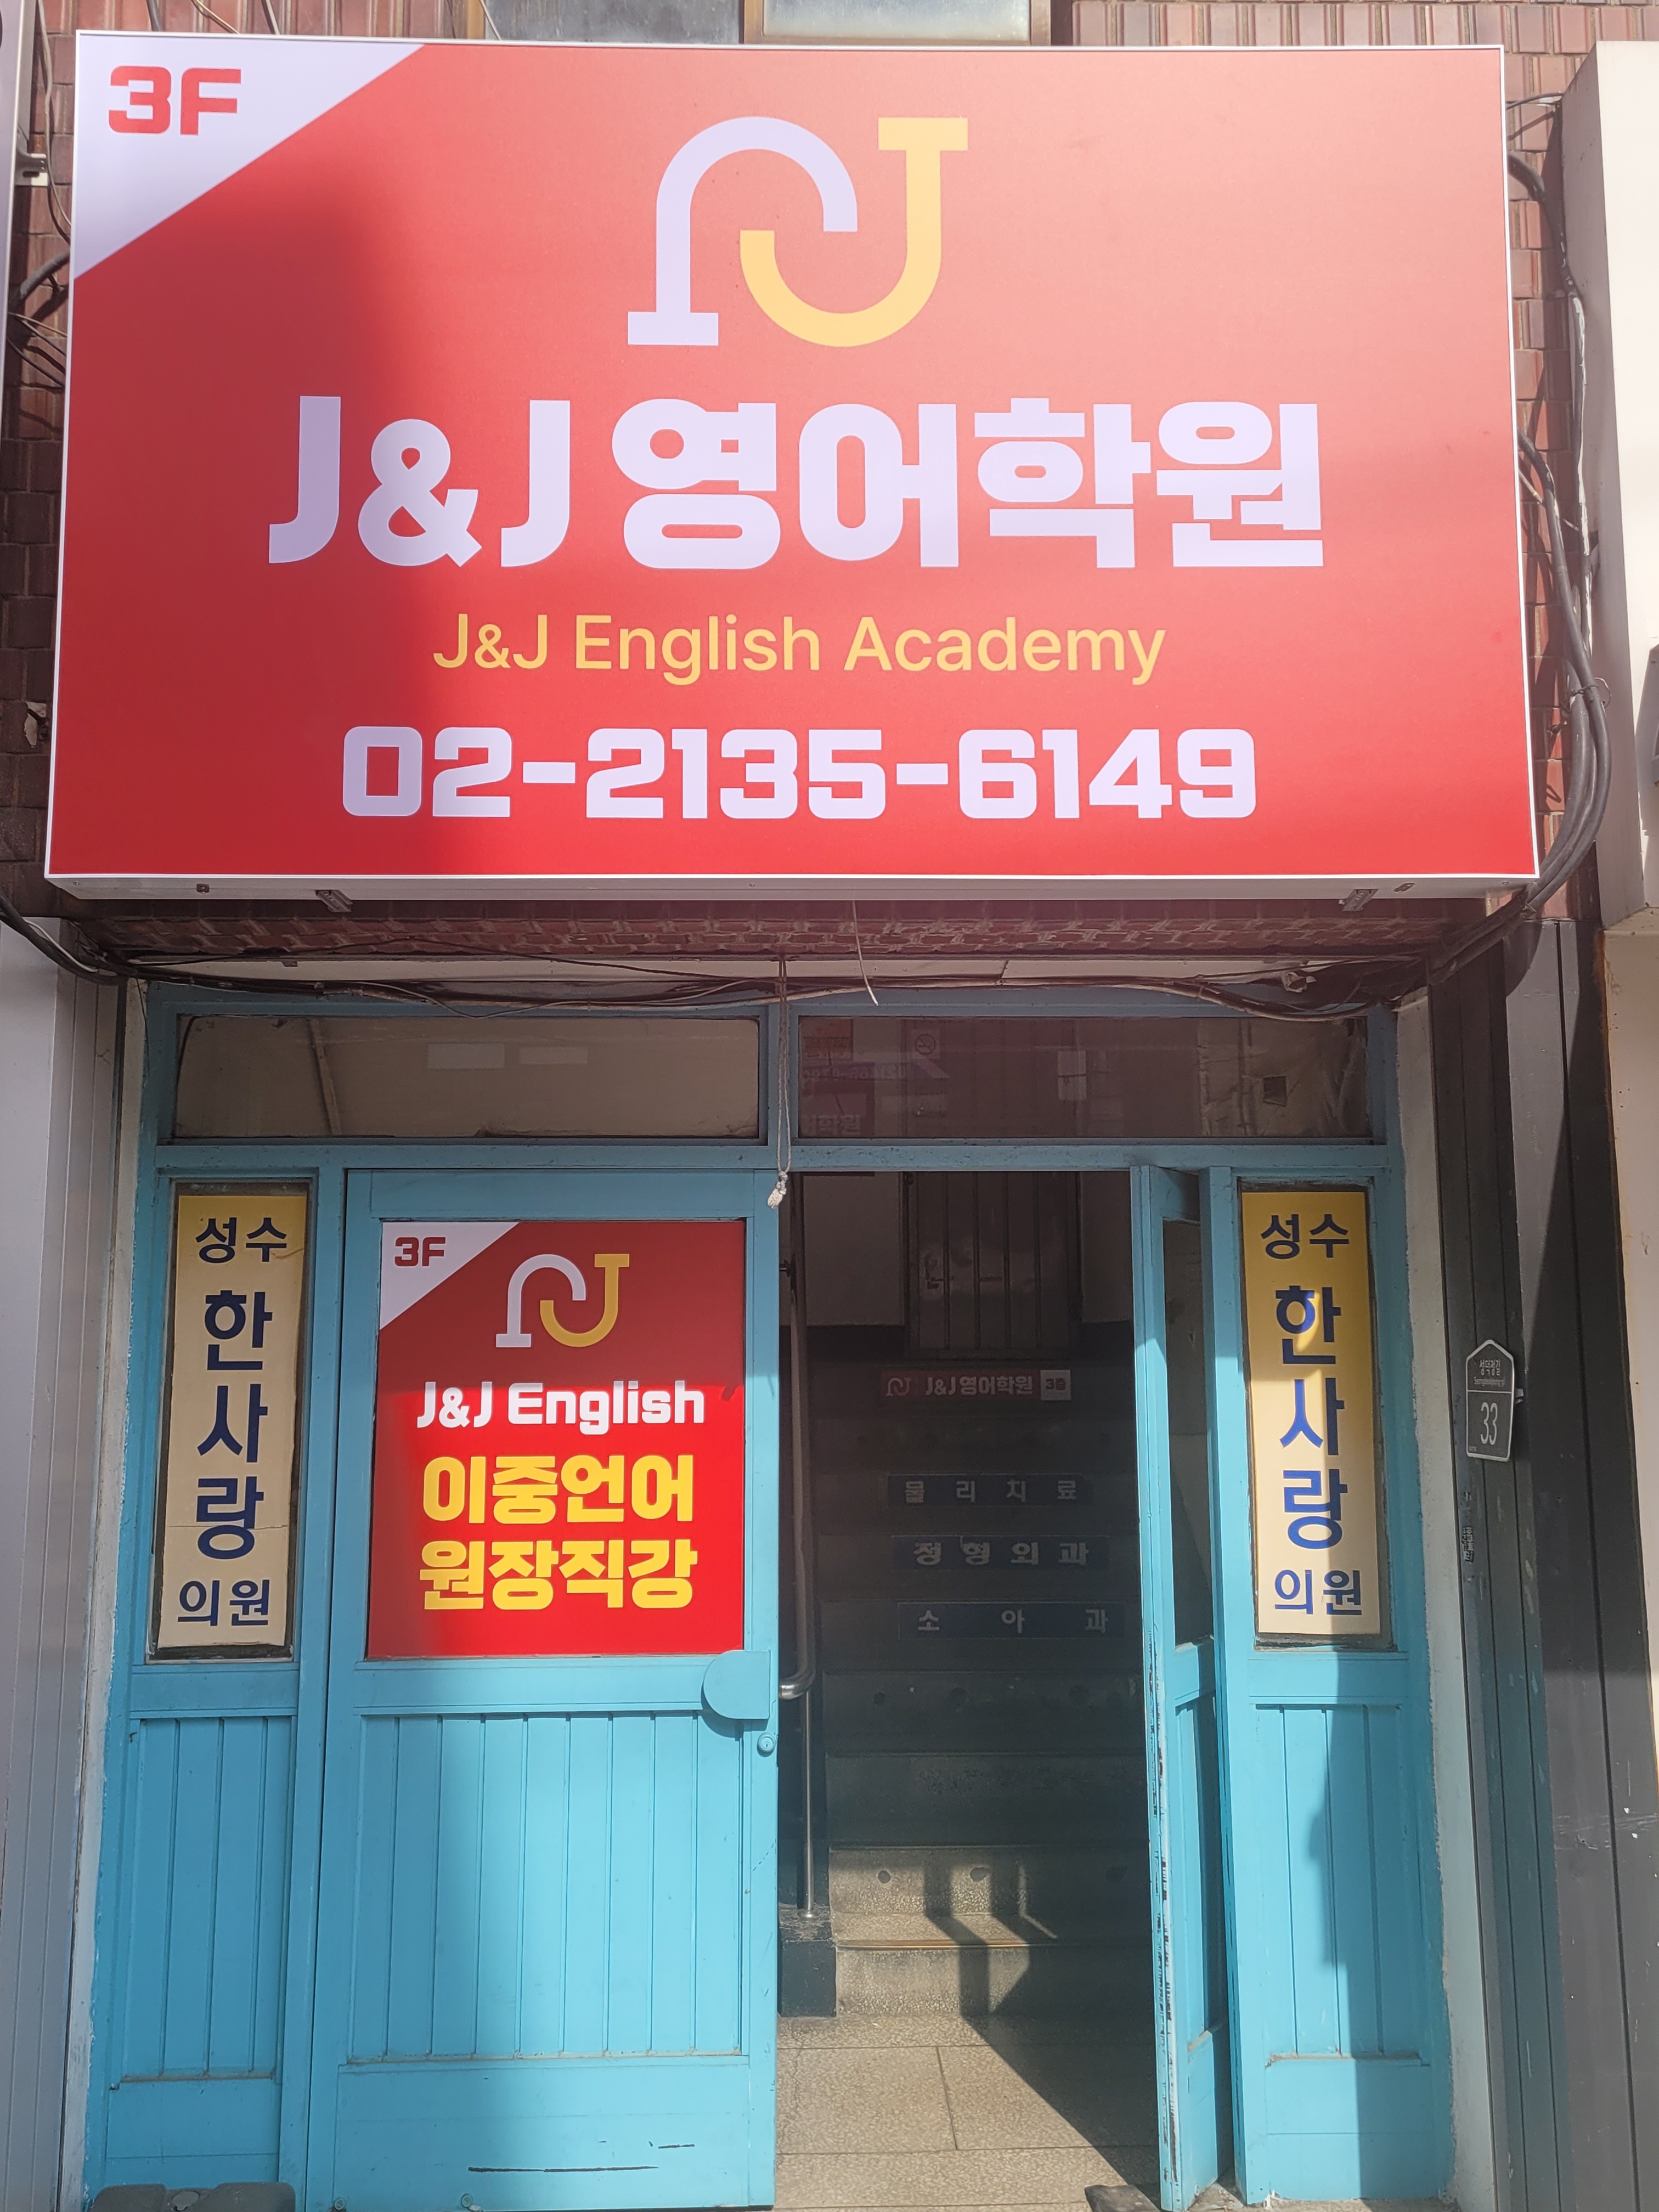 3F
J&J 영어학원
J&J English Academy
02-2135-6149
성수
한
사
랑
의원
3F
J&J English
이중언어
원장직강
J&J 영어학원 3층
물리치료
정형외과
소아과
성수
한
사
랑
의원
33